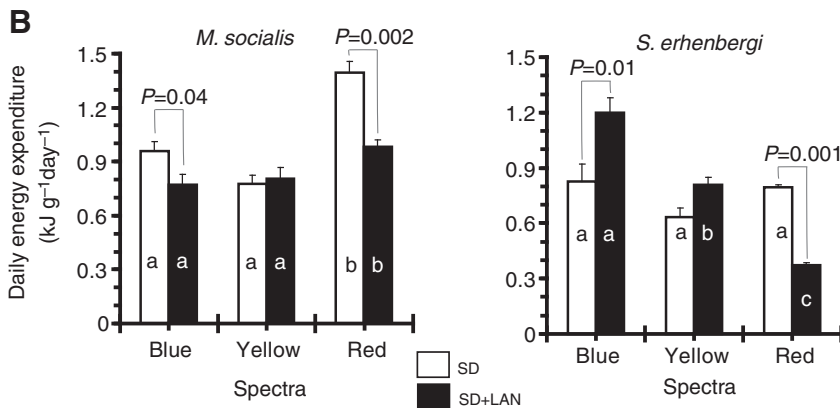 B
M. socialis
P=0.002
P=0.04
Daily energy expenditure
(kJ g⁻¹day⁻¹)
1.5
1.2
0.9
0.6
0.3
0
a a a a b b
Blue Yellow Red
Spectra
S. erhenbergi
P=0.01
P=0.001
1.5
1.2
0.9
0.6
0.3
0
a a a b a c
Blue Yellow Red
Spectra
SD
SD+LAN